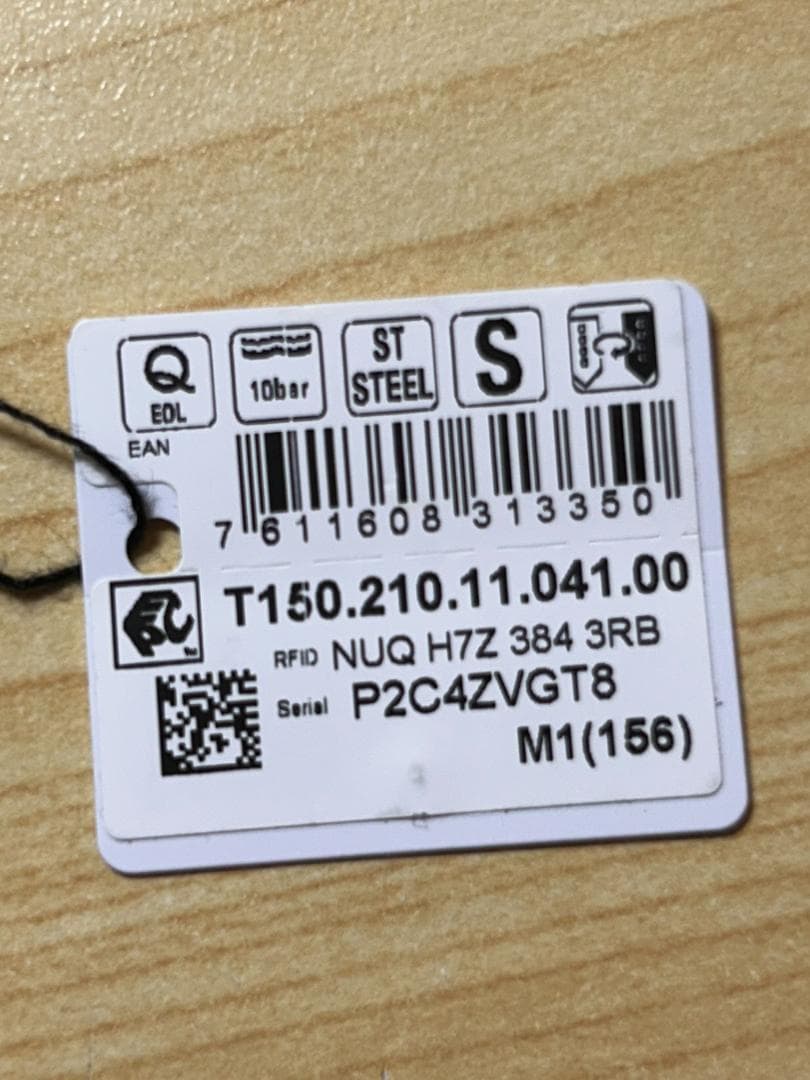 Q
EDL
10bar
ST
STEEL
S
EAN
7 611608 313350
T150.210.11.041.00
RFID NUQ H7Z 384 3RB
Serial P2C4ZVGT8
M1(156)